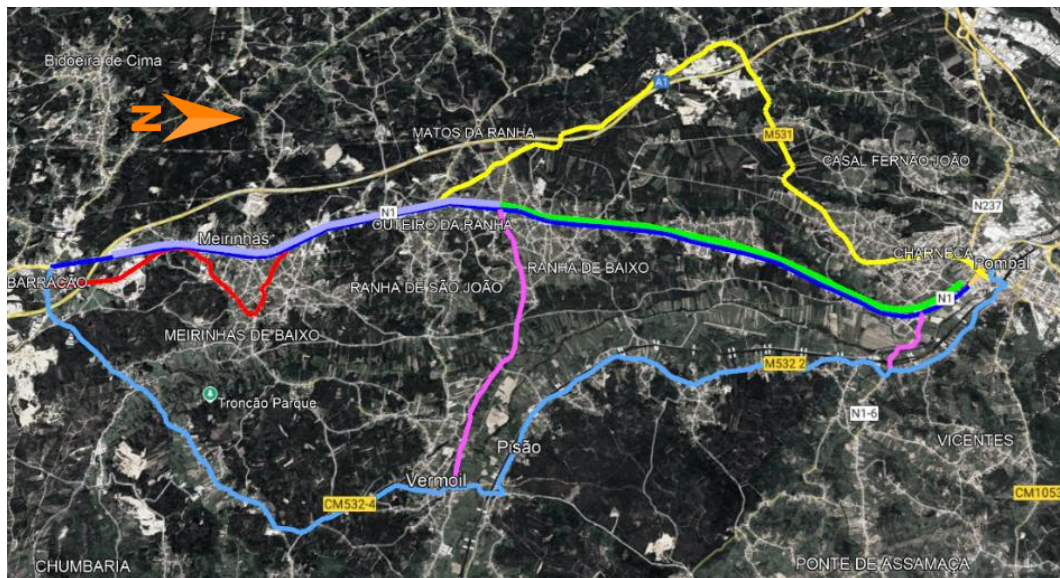 Bidoeira de Cima
N
A1
MATOS DA RANHA
M531
CASAL FERNÃO JOÃO
N1
N237
OUTEIRO DA RANHA
Meirinhas
CHARNECA
Pombal
RANHA DE BAIXO
BARRACÃO
RANHA DE SÃO JOÃO
N1
MEIRINHAS DE BAIXO
M532 2
Troncão Parque
N1-6
VICENTES
Pisão
Vermoil
CM532-4
CM1053
CHUMBARIA
PONTE DE ASSAMAÇA